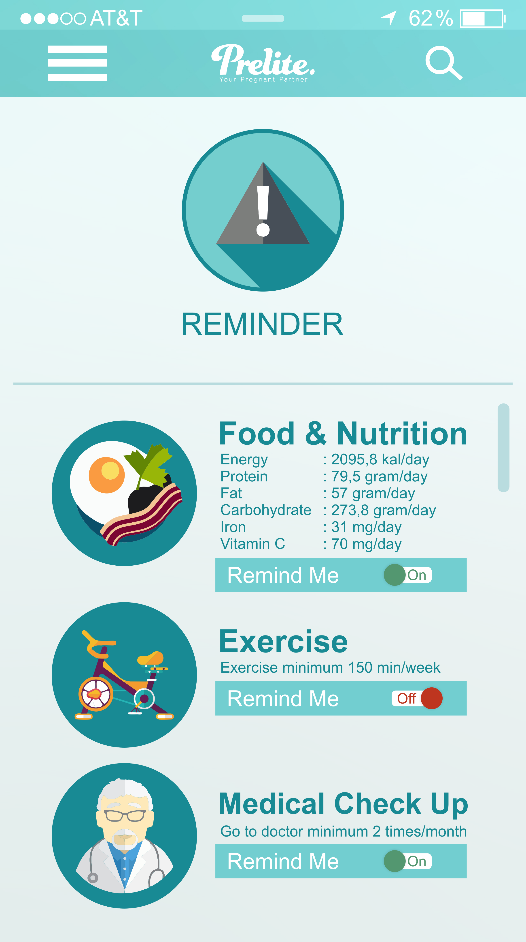 AT&T 62%
Prelite.
Your Pregnant Partner
REMINDER
Food & Nutrition
Energy : 2095,8 kal/day
Protein : 79,5 gram/day
Fat : 57 gram/day
Carbohydrate : 273,8 gram/day
Iron : 31 mg/day
Vitamin C : 70 mg/day
Remind Me On
Exercise
Exercise minimum 150 min/week
Remind Me Off
Medical Check Up
Go to doctor minimum 2 times/month
Remind Me On